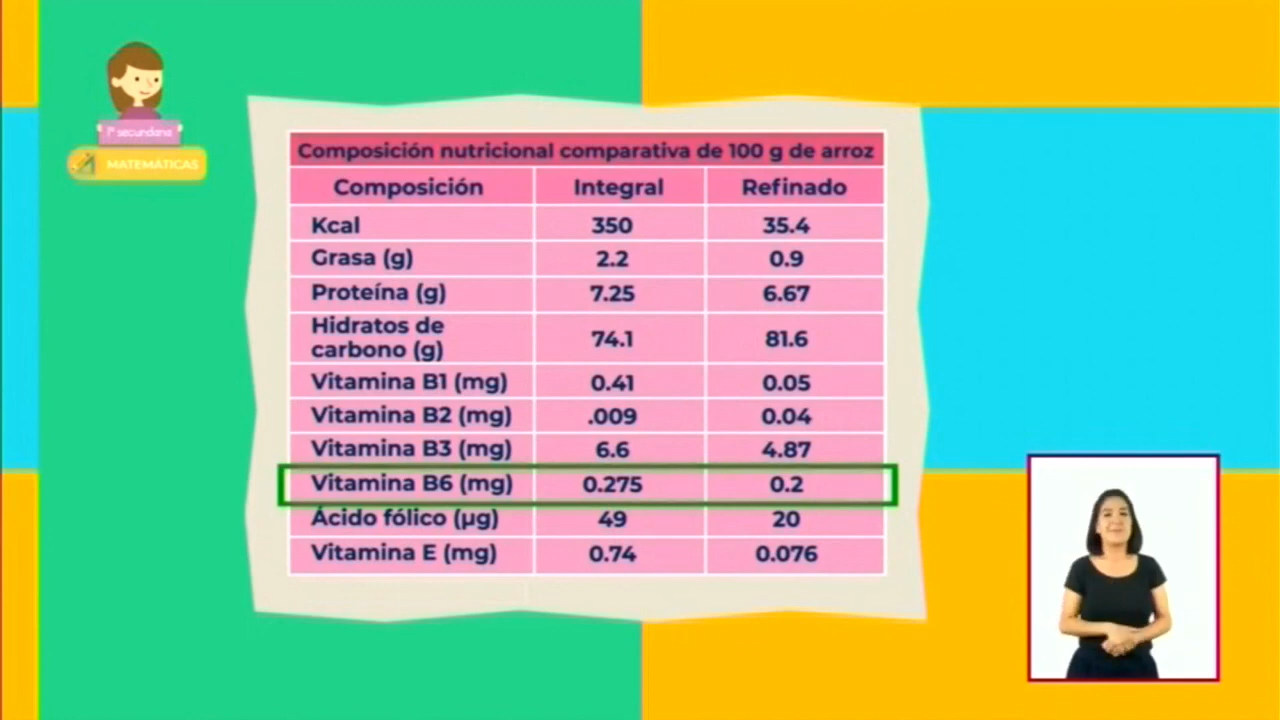 1° secundaria
MATEMÁTICAS
Composición nutricional comparativa de 100 g de arroz
Composición Integral Refinado
Kcal 350 35.4
Grasa (g) 2.2 0.9
Proteína (g) 7.25 6.67
Hidratos de
carbono (g) 74.1 81.6
Vitamina B1 (mg) 0.41 0.05
Vitamina B2 (mg) .009 0.04
Vitamina B3 (mg) 6.6 4.87
Vitamina B6 (mg) 0.275 0.2
Ácido fólico (µg) 49 20
Vitamina E (mg) 0.74 0.076